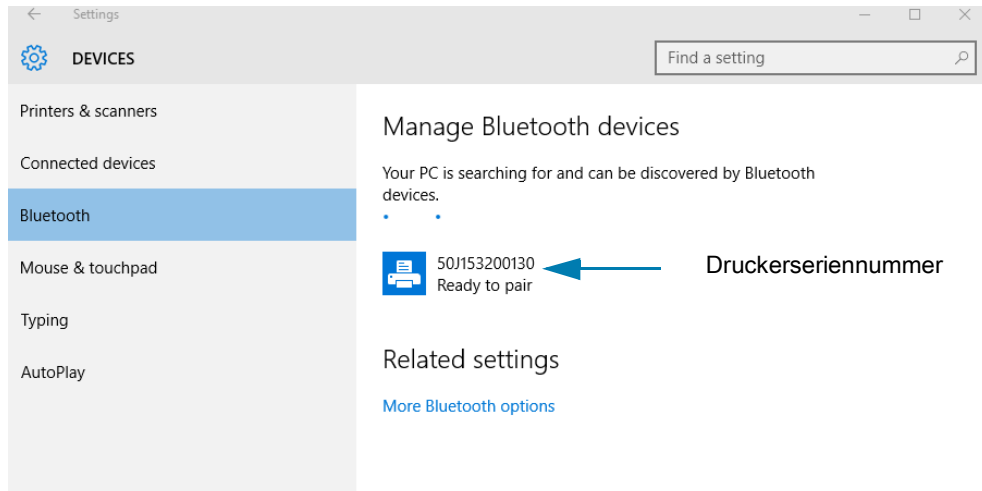 Settings
DEVICES
Find a setting
Printers & scanners
Connected devices
Bluetooth
Mouse & touchpad
Typing
AutoPlay
Manage Bluetooth devices
Your PC is searching for and can be discovered by Bluetooth
devices.
50J153200130
Ready to pair
Druckerseriennummer
Related settings
More Bluetooth options